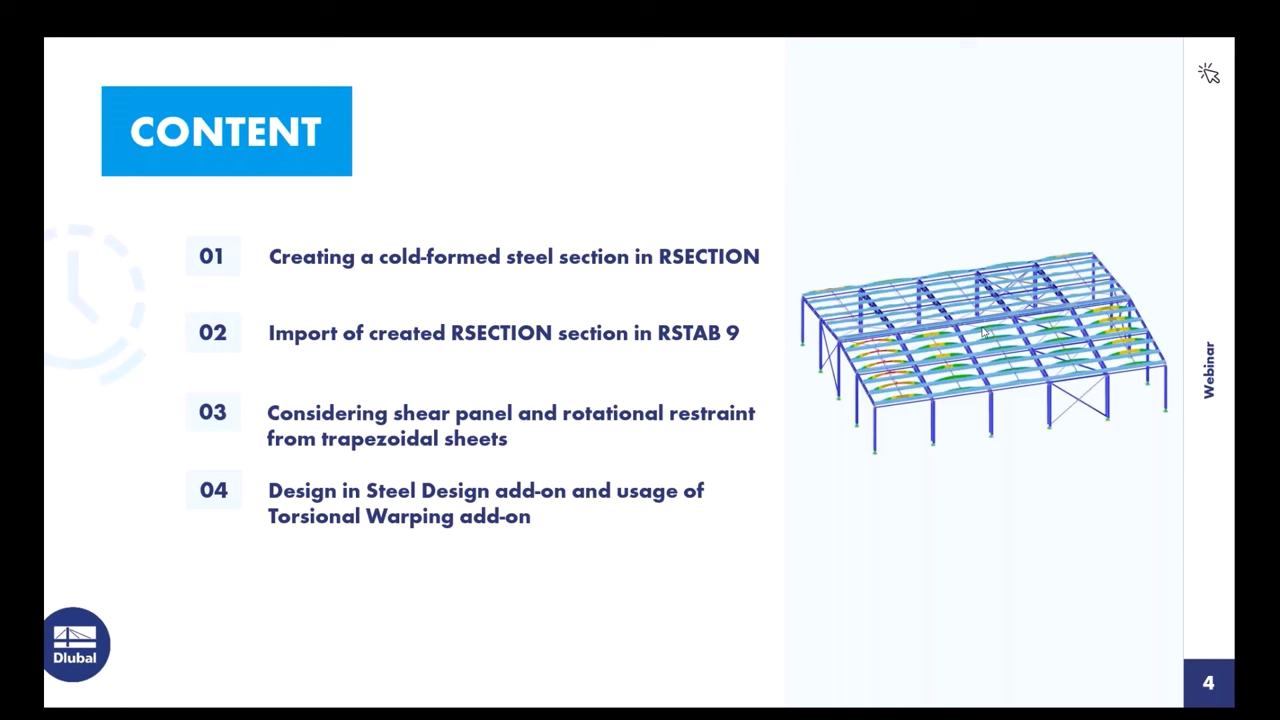 CONTENT
01 Creating a cold-formed steel section in RSECTION
02 Import of created RSECTION section in RSTAB 9
03 Considering shear panel and rotational restraint
from trapezoidal sheets
04 Design in Steel Design add-on and usage of
Torsional Warping add-on
Webinar
Dlubal
4